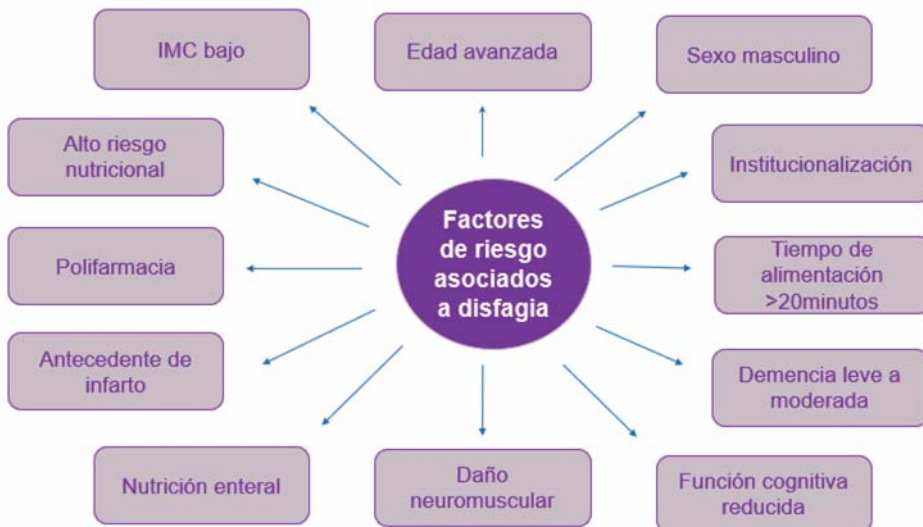 IMC bajo
Edad avanzada
Sexo masculino
Alto riesgo
nutricional
Institucionalización
Factores
de riesgo
asociados
a disfagia
Polifarmacia
Tiempo de
alimentación
>20minutos
Antecedente de
infarto
Demencia leve a
moderada
Nutrición enteral
Daño
neuromuscular
Función cognitiva
reducida